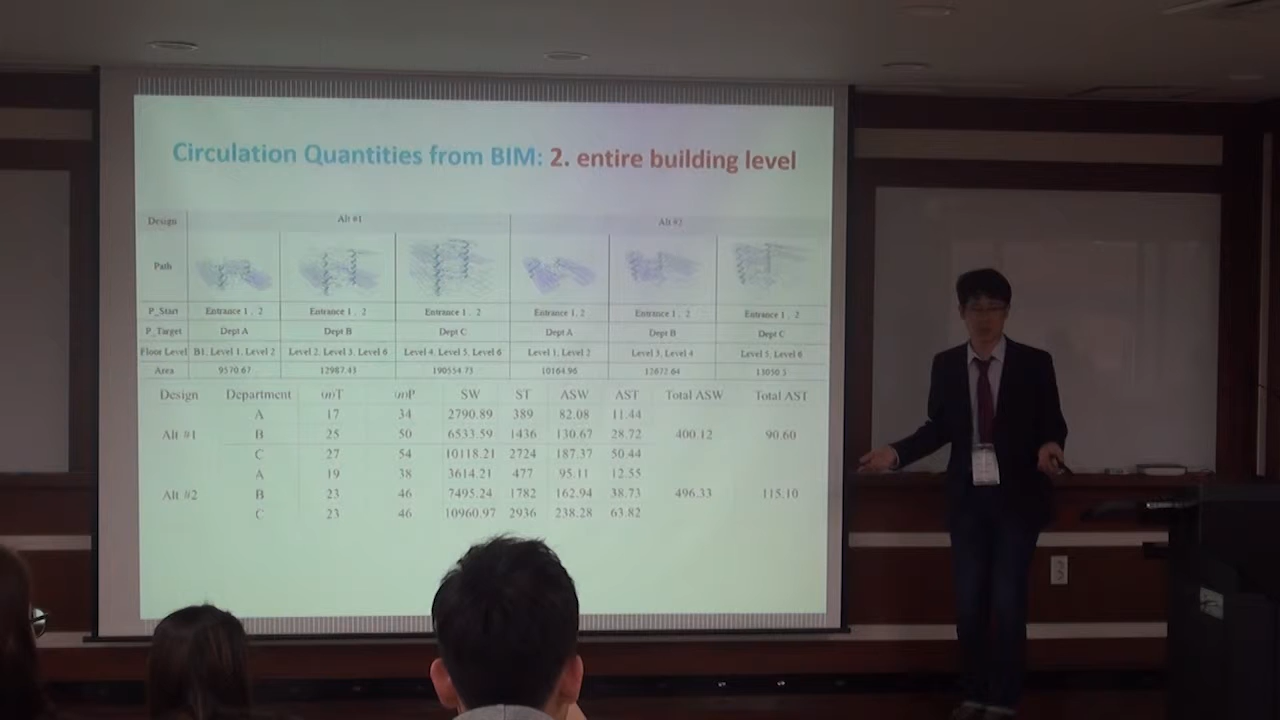 Circulation Quantities from BIM: 2. entire building level
Design Alt #1 Alt #2
Path
P_Start Entrance 1, 2 Entrance 1, 2 Entrance 1, 2 Entrance 1, 2 Entrance 1, 2 Entrance 1, 2
P_Target Dept A Dept B Dept C Dept A Dept B Dept C
Floor Level B1, Level 1, Level 2 Level 2, Level 3, Level 6 Level 4, Level 5, Level 6 Level 1, Level 2 Level 3, Level 4 Level 5, Level 6
Area 9570.67 12987.43 190554.73 10164.96 12672.64
Design Department SW ST ASW AST Total ASW Total AST
A 17 34 2790.89 389 82.08 11.44
Alt #1 B 25 50 6533.59 1436 130.67 28.72 400.12 90.60
C 27 54 10118.21 2724 187.37 50.44
A 19 38 3614.21 477 95.11 12.55
Alt #2 B 23 46 7495.24 1782 162.94 38.73 496.33 115.10
C 23 46 10960.97 2936 238.28 63.82